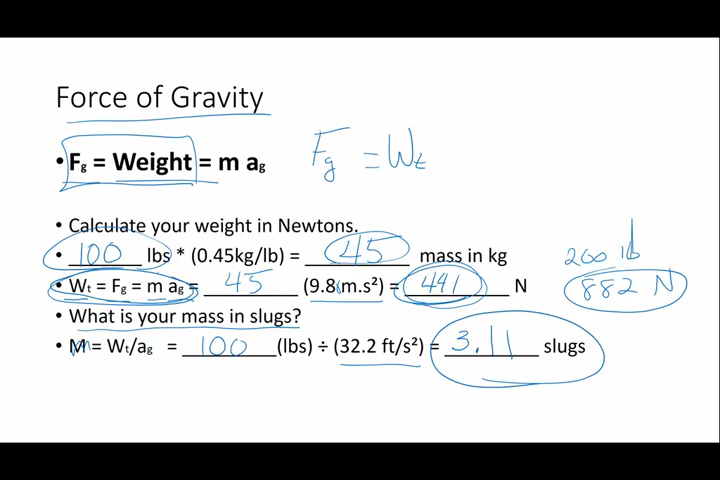 Force of Gravity
• Fg = Weight = m ag
Fg = Wt
• Calculate your weight in Newtons.
• 100 lbs * (0.45kg/lb) = 45 mass in kg
200 lb
• Wt = Fg = m ag = 45 (9.8 m.s²) = 441 N
882 N
• What is your mass in slugs?
• m = Wt/ag = 100 (lbs) ÷ (32.2 ft/s²) = 3.11 slugs